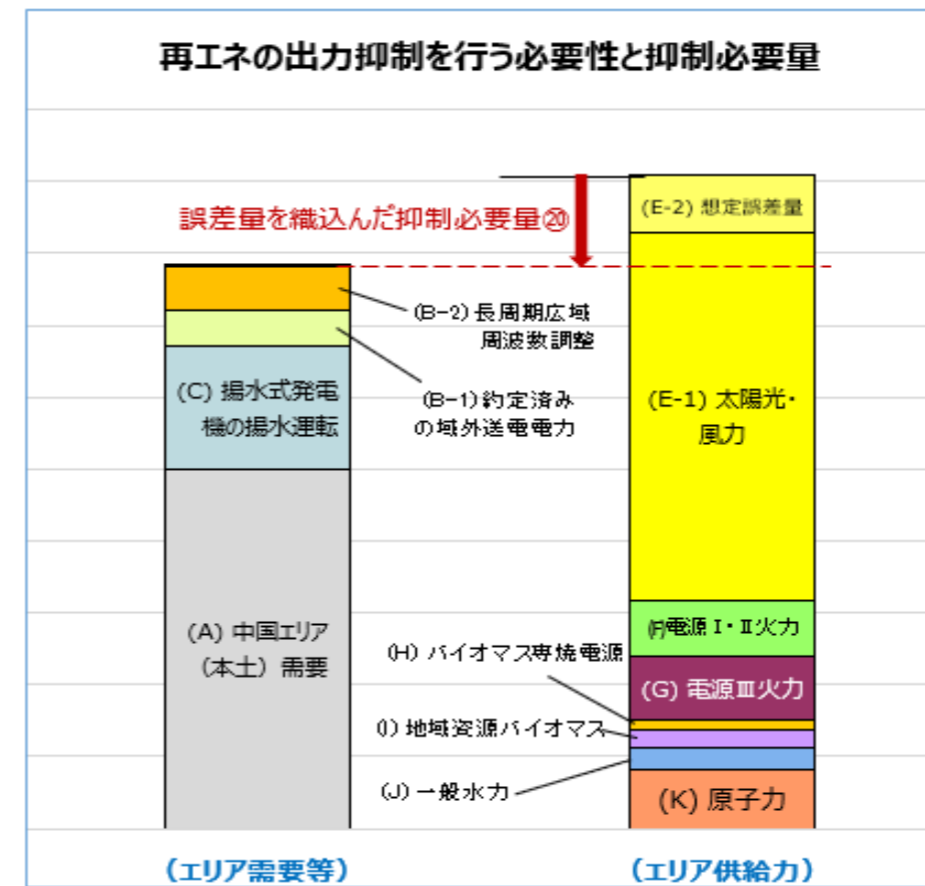 再エネの出力抑制を行う必要性と抑制必要量
誤差量を織込んだ抑制必要量⑳
(E-2) 想定誤差量
(B-2) 長周期広域
周波数調整
(C) 揚水式発電
機の揚水運転
(B-1) 約定済み
の域外送電電力
(E-1) 太陽光・
風力
(A) 中国エリア
（本土）需要
(F)電源Ⅰ・Ⅱ火力
(H) バイオマス専焼電源
(G) 電源Ⅲ火力
(I) 地域資源バイオマス
(J) 一般水力
(K) 原子力
（エリア需要等）
（エリア供給力）